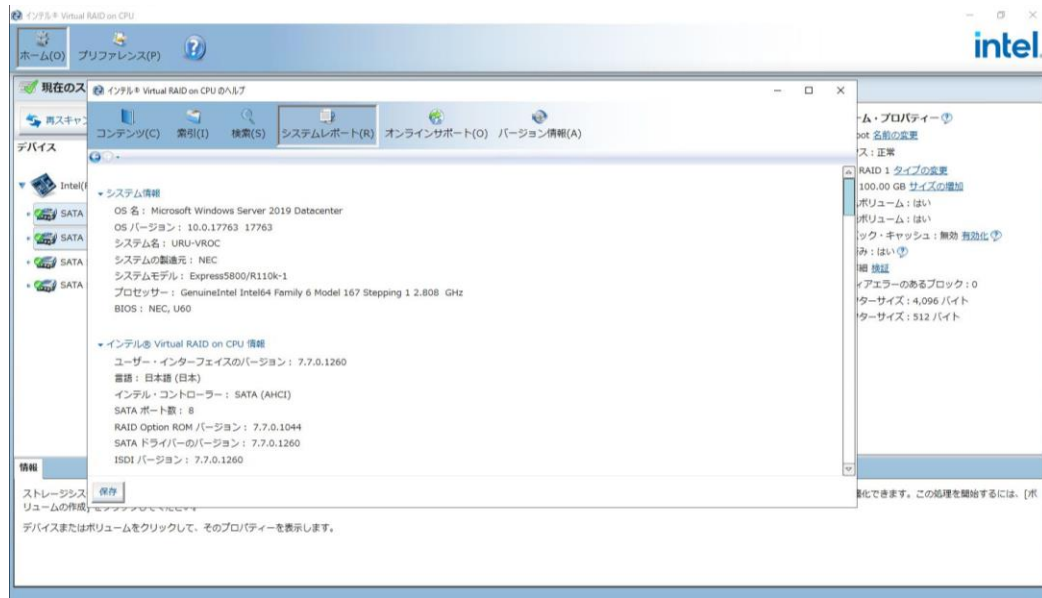 インテル® Virtual RAID on CPU
ホーム(O)
プリファレンス(P)
intel.
現在のス
インテル® Virtual RAID on CPU のヘルプ
コンテンツ(C)
索引(I)
検索(S)
システムレポート(R)
オンラインサポート(O)
バージョン情報(A)
再スキャン
デバイス
Intel(
SATA
SATA
SATA
SATA
システム情報
OS 名： Microsoft Windows Server 2019 Datacenter
OS バージョン： 10.0.17763 17763
システム名： URU-VROC
システムの製造元： NEC
システムモデル： Express5800/R110k-1
プロセッサー： GenuineIntel Intel64 Family 6 Model 167 Stepping 1 2.808 GHz
BIOS： NEC, U60
インテル® Virtual RAID on CPU 情報
ユーザー・インターフェイスのバージョン： 7.7.0.1260
言語： 日本語 (日本)
インテル・コントローラー： SATA (AHCI)
SATA ポート数： 8
RAID Option ROM バージョン： 7.7.0.1044
SATA ドライバーのバージョン： 7.7.0.1260
ISDI バージョン： 7.7.0.1260
保存
ーム・プロパティー
oot 名前の変更
ス：正常
RAID 1 タイプの変更
100.00 GB サイズの増加
ボリューム：はい
ボリューム：はい
ック・キャッシュ：無効 有効化
み：はい
細 検証
ィアエラーのあるブロック：0
ターサイズ：4,096 バイト
ターサイズ：512 バイト
情報
ストレージシス
化できます。この処理を開始するには、[ボ
リュームの作成]
デバイスまたはボリュームをクリックして、そのプロパティーを表示します。